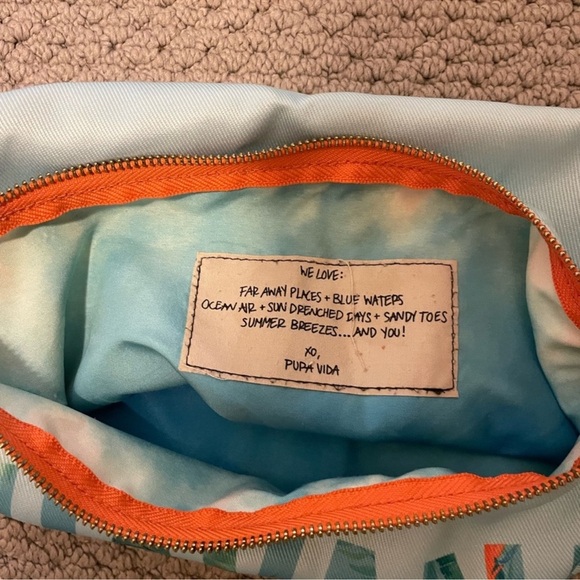 WE LOVE:
FAR AWAY PLACES + BLUE WATERS
OCEAN AIR + SUN DRENCHED DAYS + SANDY TOES
SUMMER BREEZES... AND YOU!
XO,
PURA VIDA